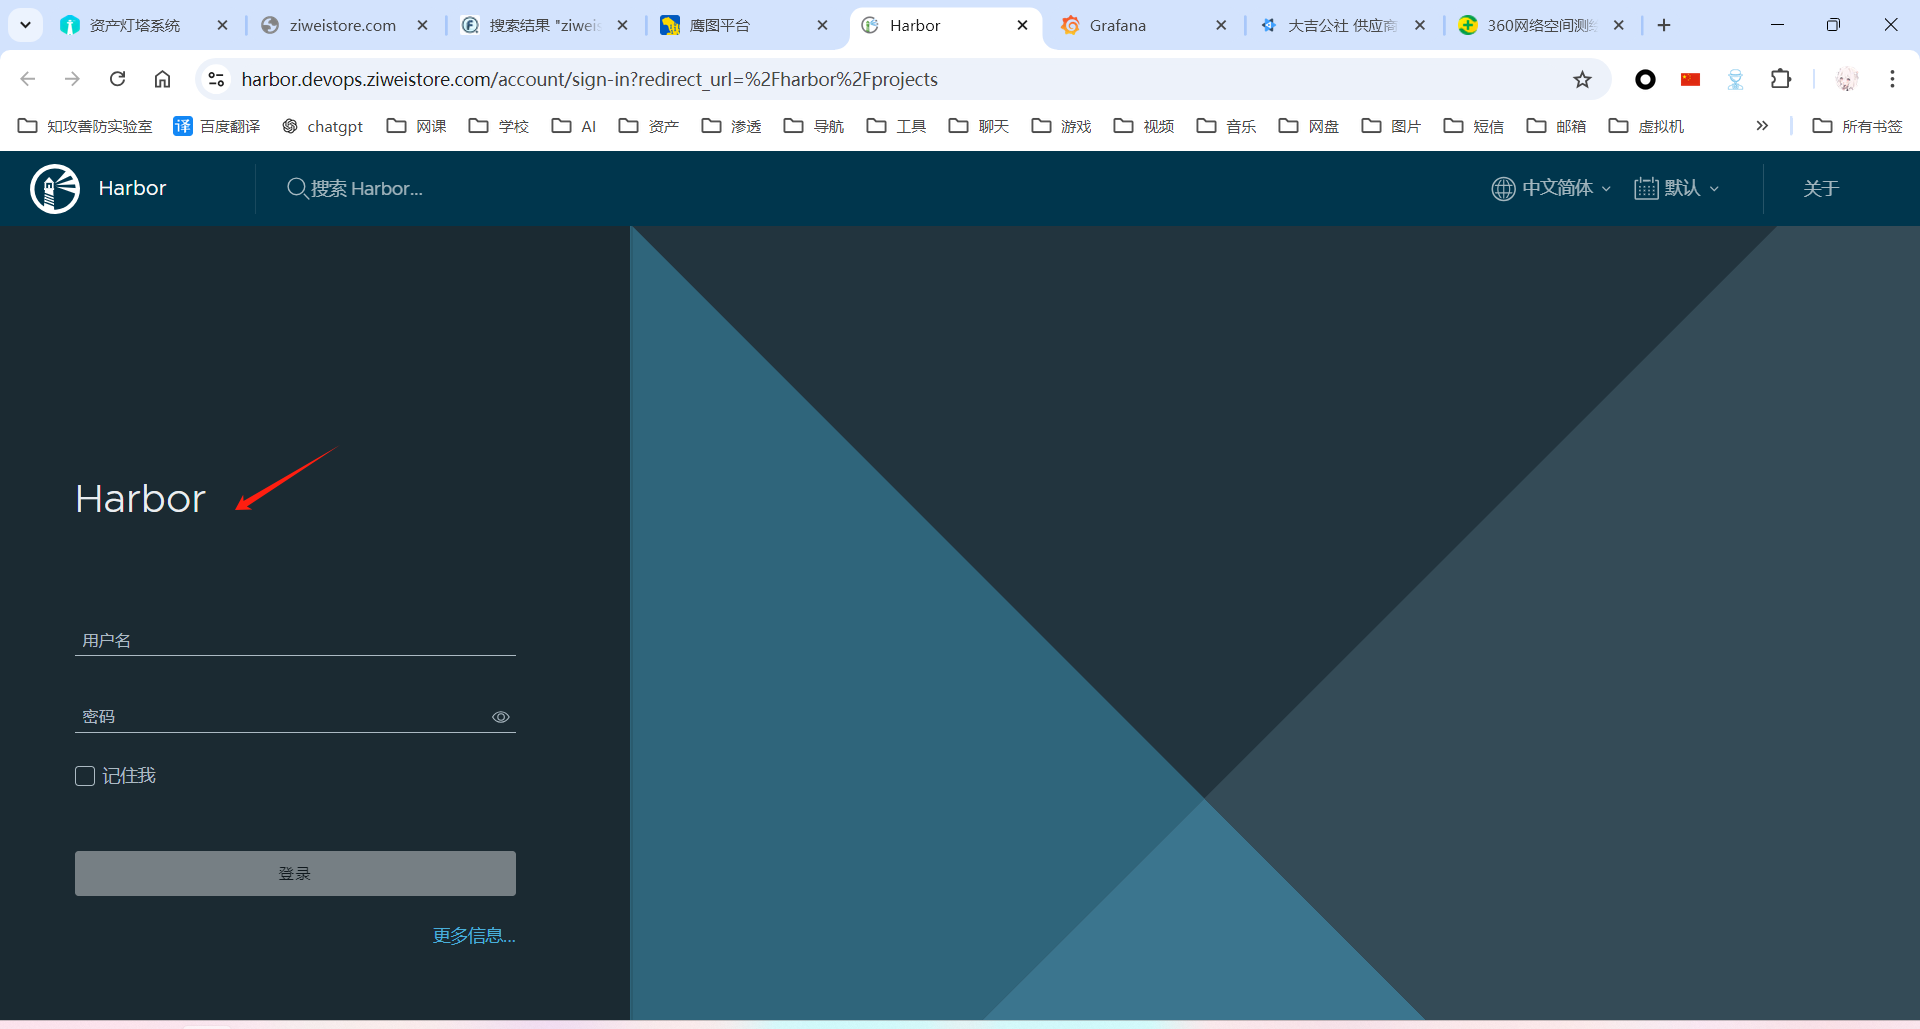 资产灯塔系统
ziweistore.com
搜索结果 "ziweis
鹰图平台
Harbor
Grafana
大吉公社 供应商
360网络空间测绘
harbor.devops.ziweistore.com/account/sign-in?redirect_url=%2Fharbor%2Fprojects
知攻善防实验室
译 百度翻译
chatgpt
网课
学校
AI
资产
渗透
导航
工具
聊天
游戏
视频
音乐
网盘
图片
短信
邮箱
虚拟机
所有书签
Harbor
搜索 Harbor...
中文简体
默认
关于
Harbor
用户名
密码
记住我
登录
更多信息...